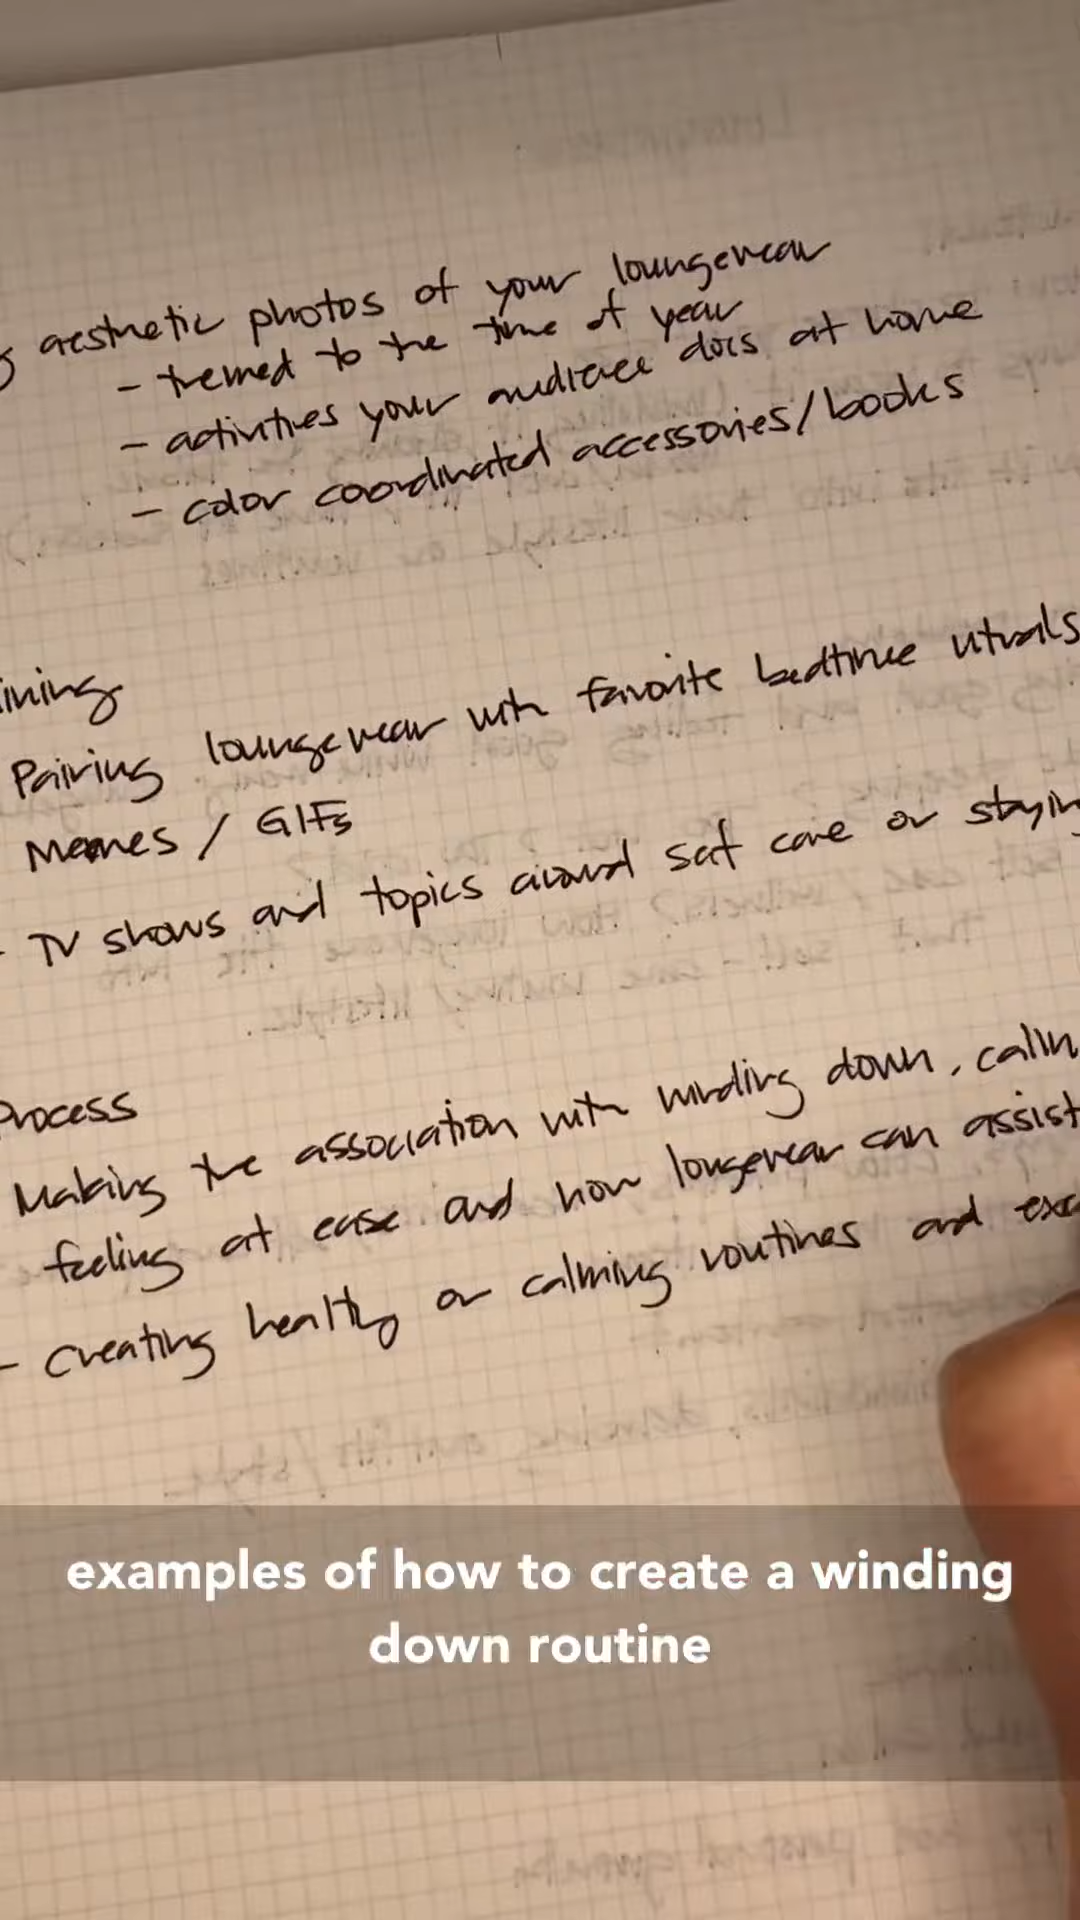 aesthetic photos of your loungewear
- themed to the time of year
- activities your audience does at home
- color coordinated accessories/books
ining
Pairing loungewear with favorite bedtime rituals
Memes / GIFs
- TV shows and topics around self care or stayin
Process
Making the association with winding down, calm
feeling at ease and how loungewear can assist
- creating healthy or calming routines and exa
examples of how to create a winding
down routine